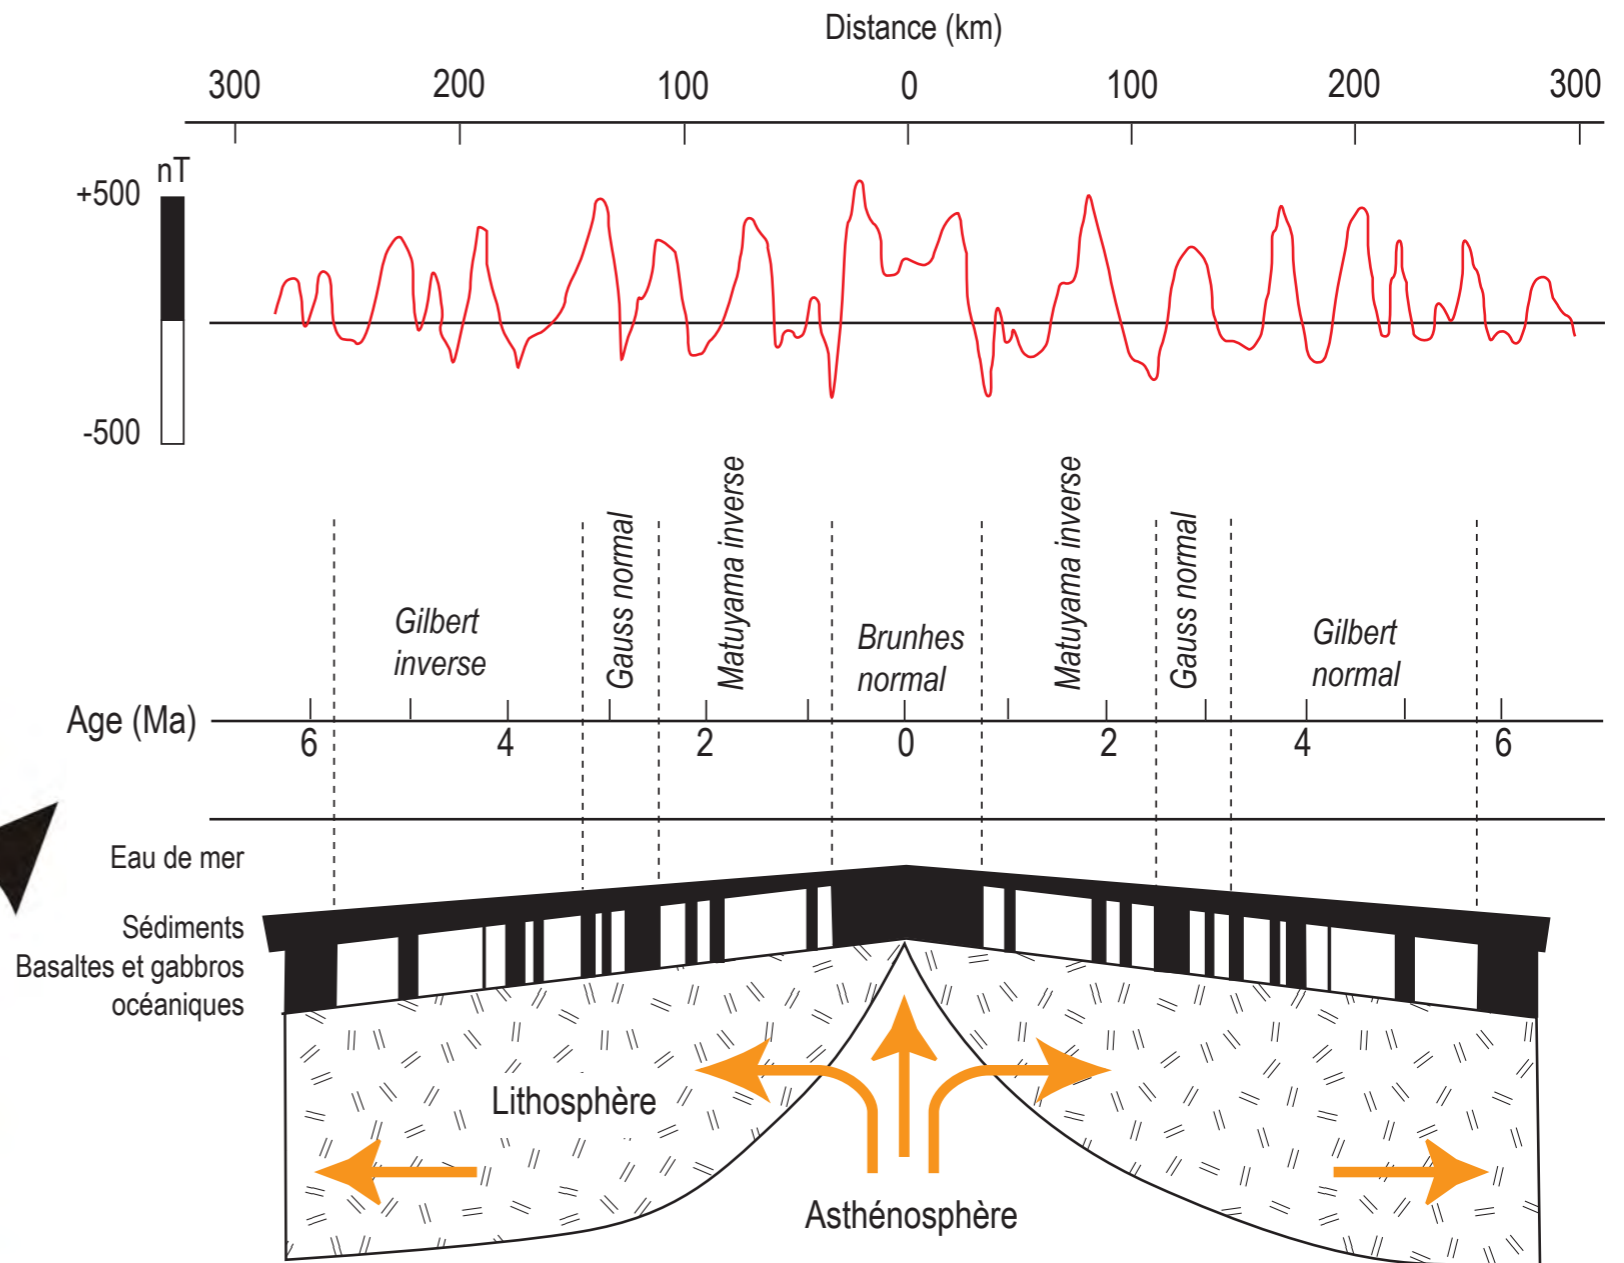 Distance (km)
300 200 100 0 100 200 300
nT
+500
-500
Gilbert
inverse
Gauss normal
Matuyama inverse
Brunhes
normal
Matuyama inverse
Gauss normal
Gilbert
normal
Age (Ma)
6 4 2 0 2 4 6
Eau de mer
Sédiments
Basaltes et gabbros
océaniques
Lithosphère
Asthénosphère